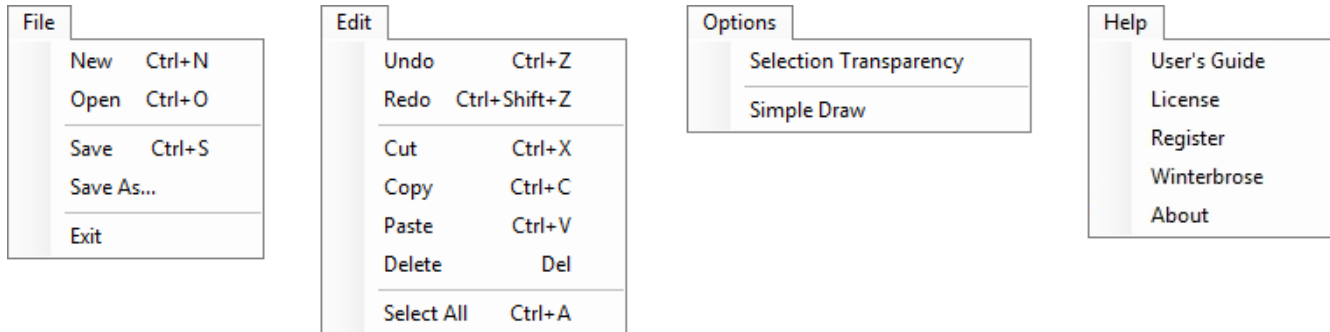 File
New Ctrl+N
Open Ctrl+O
Save Ctrl+S
Save As...
Exit
Edit
Undo Ctrl+Z
Redo Ctrl+Shift+Z
Cut Ctrl+X
Copy Ctrl+C
Paste Ctrl+V
Delete Del
Select All Ctrl+A
Options
Selection Transparency
Simple Draw
Help
User's Guide
License
Register
Winterbrose
About